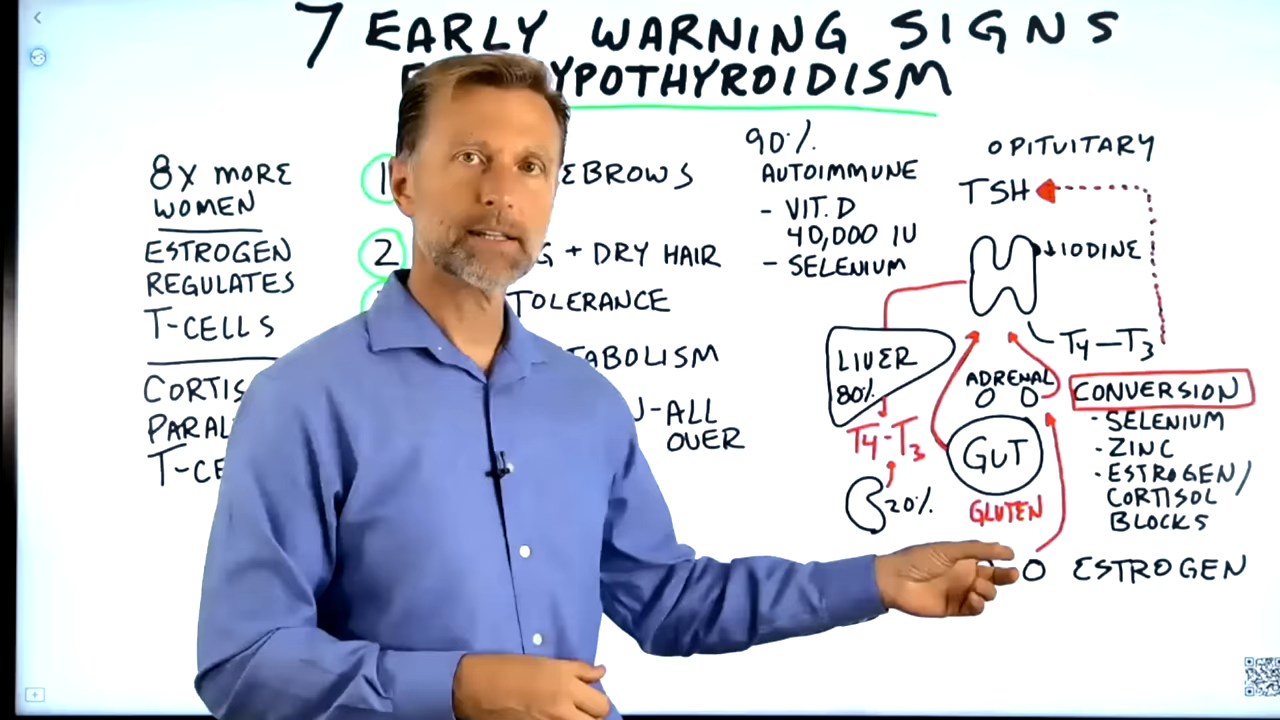 7 EARLY WARNING SIGNS
HYPOTHYROIDISM
8X MORE
WOMEN
ESTROGEN
REGULATES
T-CELLS
1
2
+ DRY HAIR
TOLERANCE
-ALL
OVER
90%
AUTOIMMUNE
- VIT. D
40,000 IU
- SELENIUM
O PITUITARY
TSH
↓IODINE
T4-T3
LIVER
80%
T4-T3
20%
ADRENAL
GUT
GLUTEN
CONVERSION
· SELENIUM
· ZINC
· ESTROGEN/
CORTISOL
BLOCKS
ESTROGEN